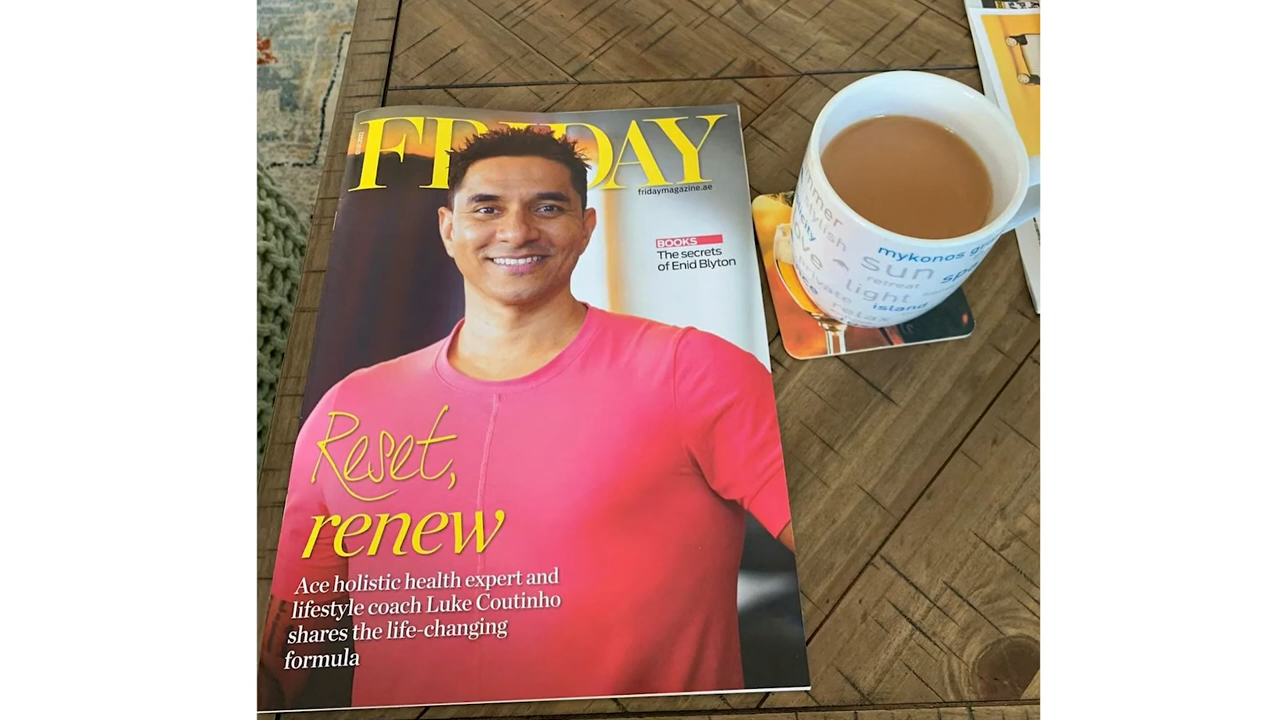 FRIDAY
fridaymagazine.ae
BOOKS
The secrets
of Enid Blyton
Reset,
renew
Ace holistic health expert and
lifestyle coach Luke Coutinho
shares the life-changing
formula
mykonos
sun
retreat
light
island
relax